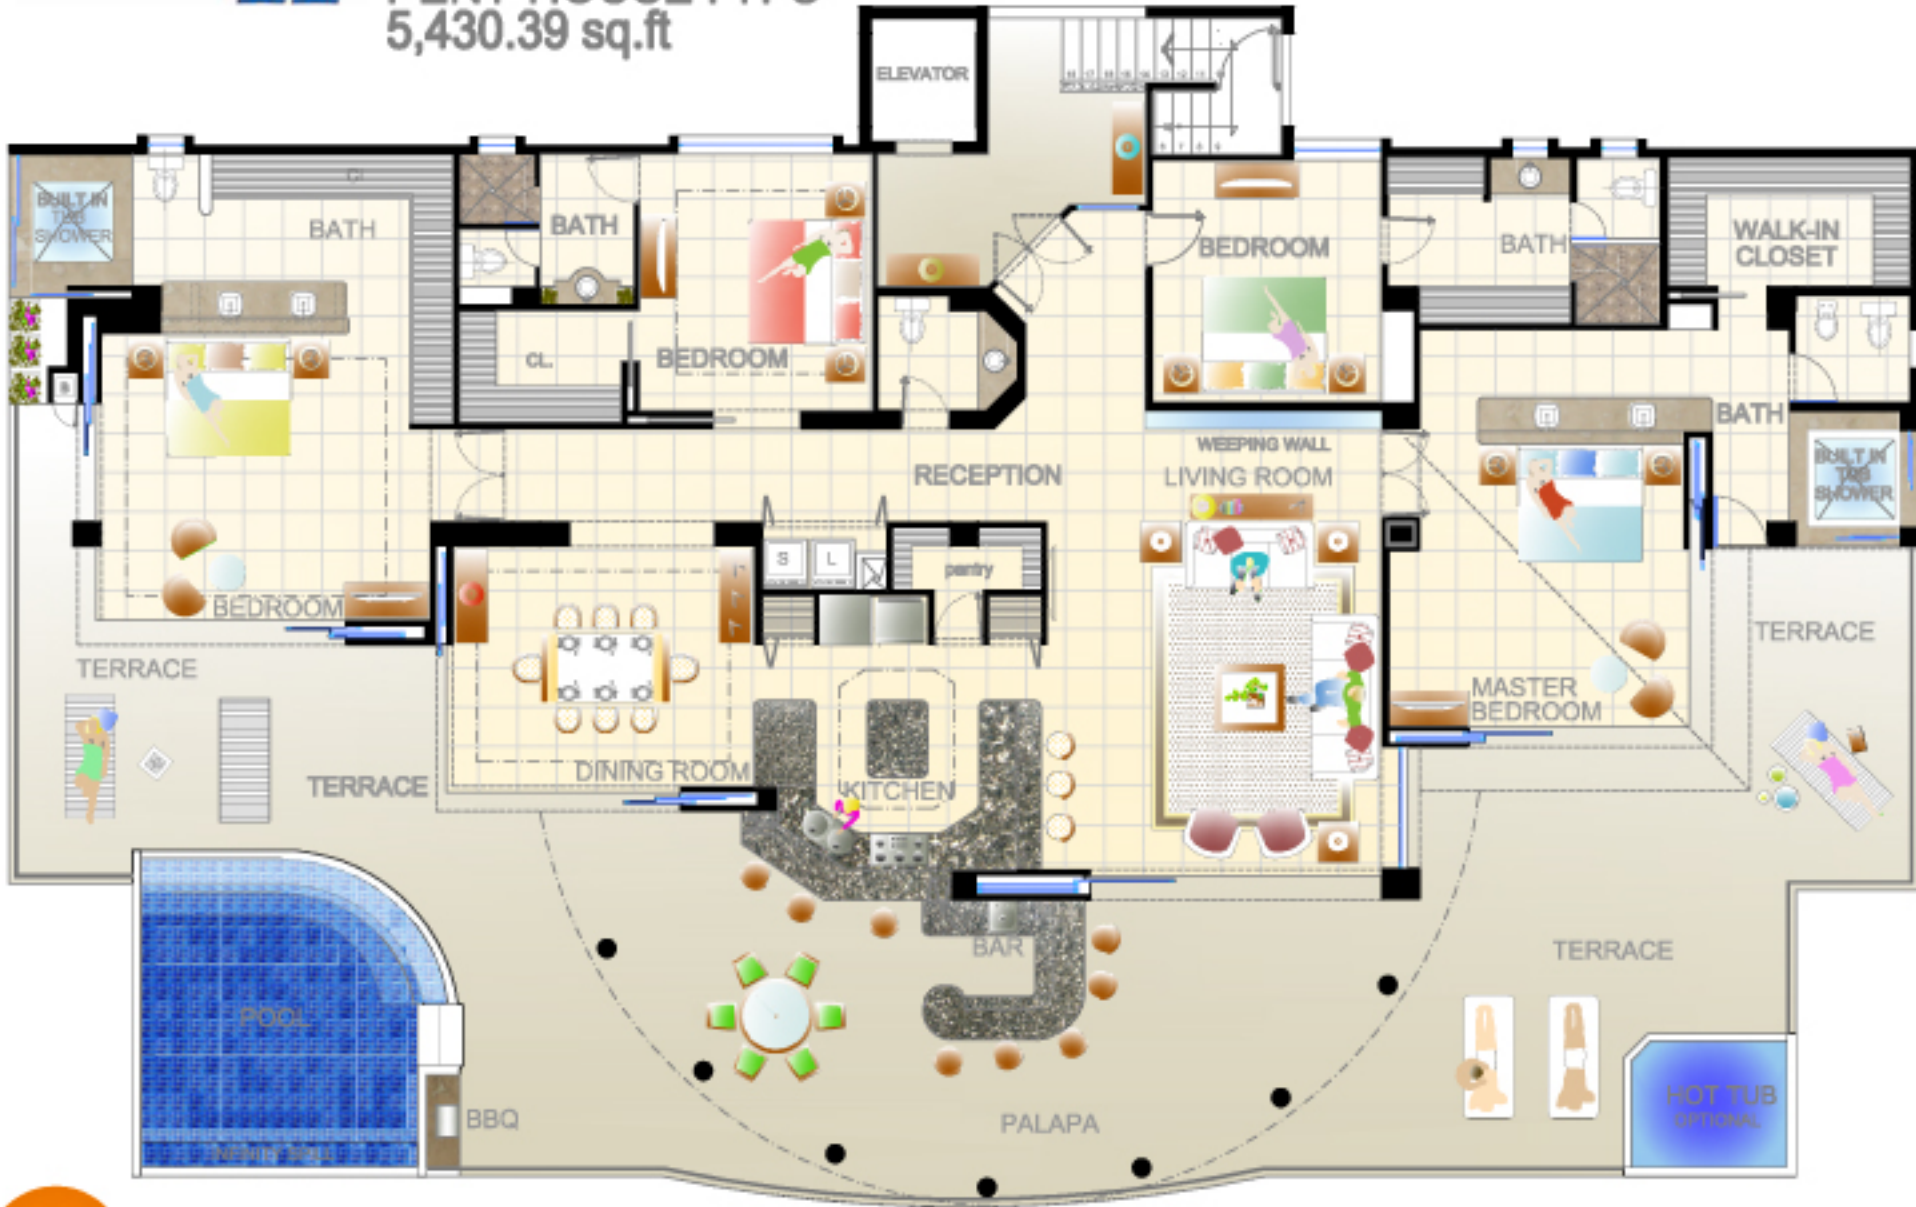 5,430.39 sq.ft
ELEVATOR
BUILT IN
TUB
SHOWER
BATH
CL
BATH
BEDROOM
BATH
WALK-IN
CLOSET
CL.
BEDROOM
BATH
WEEPING WALL
RECEPTION
LIVING ROOM
BUILT IN
TUB
SHOWER
S
L
pantry
BEDROOM
TERRACE
TERRACE
MASTER
BEDROOM
DINING ROOM
TERRACE
KITCHEN
BAR
TERRACE
POOL
HOT TUB
OPTIONAL
BBQ
PALAPA